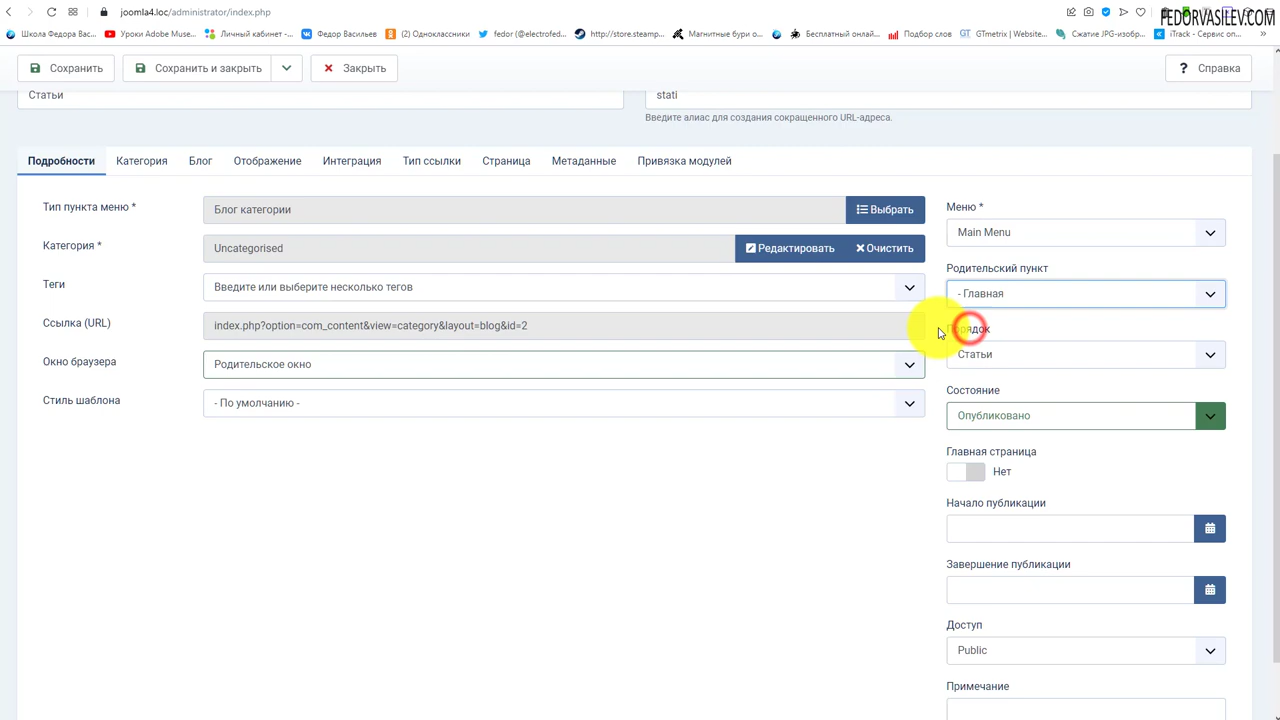 joomla4.loc/administrator/index.php
FEDORVASILEV.COM
Школа Федора Вас...
Уроки Adobe Muse...
Личный кабинет -...
Федор Васильев
(2) Одноклассники
fedor (@electrofed...
http://store.steamp...
Магнитные бури о...
Бесплатный онлай...
Подбор слов
GTmetrix | Website...
Сжатие JPG-изобр...
iTrack - Сервис оп...
Сохранить
Сохранить и закрыть
Закрыть
? Справка
Статьи
stati
Введите алиас для создания сокращенного URL-адреса.
Подробности
Категория
Блог
Отображение
Интеграция
Тип ссылки
Страница
Метаданные
Привязка модулей
Тип пункта меню *
Блог категории
Выбрать
Категория *
Uncategorised
Редактировать
Очистить
Теги
Введите или выберите несколько тегов
Ссылка (URL)
index.php?option=com_content&view=category&layout=blog&id=2
Окно браузера
Родительское окно
Стиль шаблона
- По умолчанию -
Меню *
Main Menu
Родительский пункт
- Главная
Порядок
Статьи
Состояние
Опубликовано
Главная страница
Нет
Начало публикации
Завершение публикации
Доступ
Public
Примечание